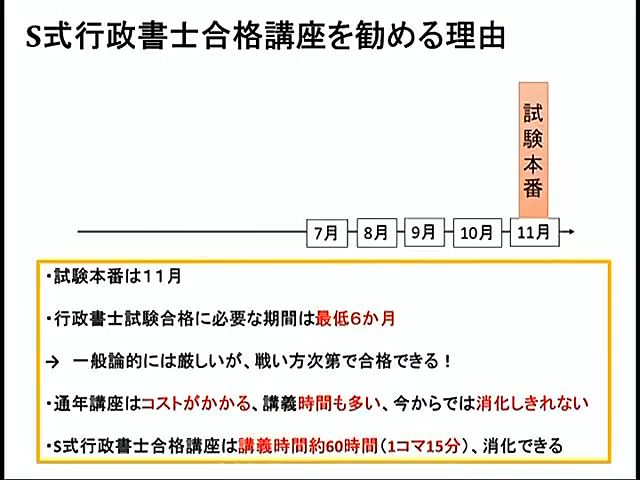 S式行政書士合格講座を勧める理由
試験本番
7月 8月 9月 10月 11月
・試験本番は11月
・行政書士試験合格に必要な期間は最低6か月
→ 一般論的には厳しいが、戦い方次第で合格できる！
・通年講座はコストがかかる、講義時間も多い、今からでは消化しきれない
・S式行政書士合格講座は講義時間約60時間（1コマ15分）、消化できる